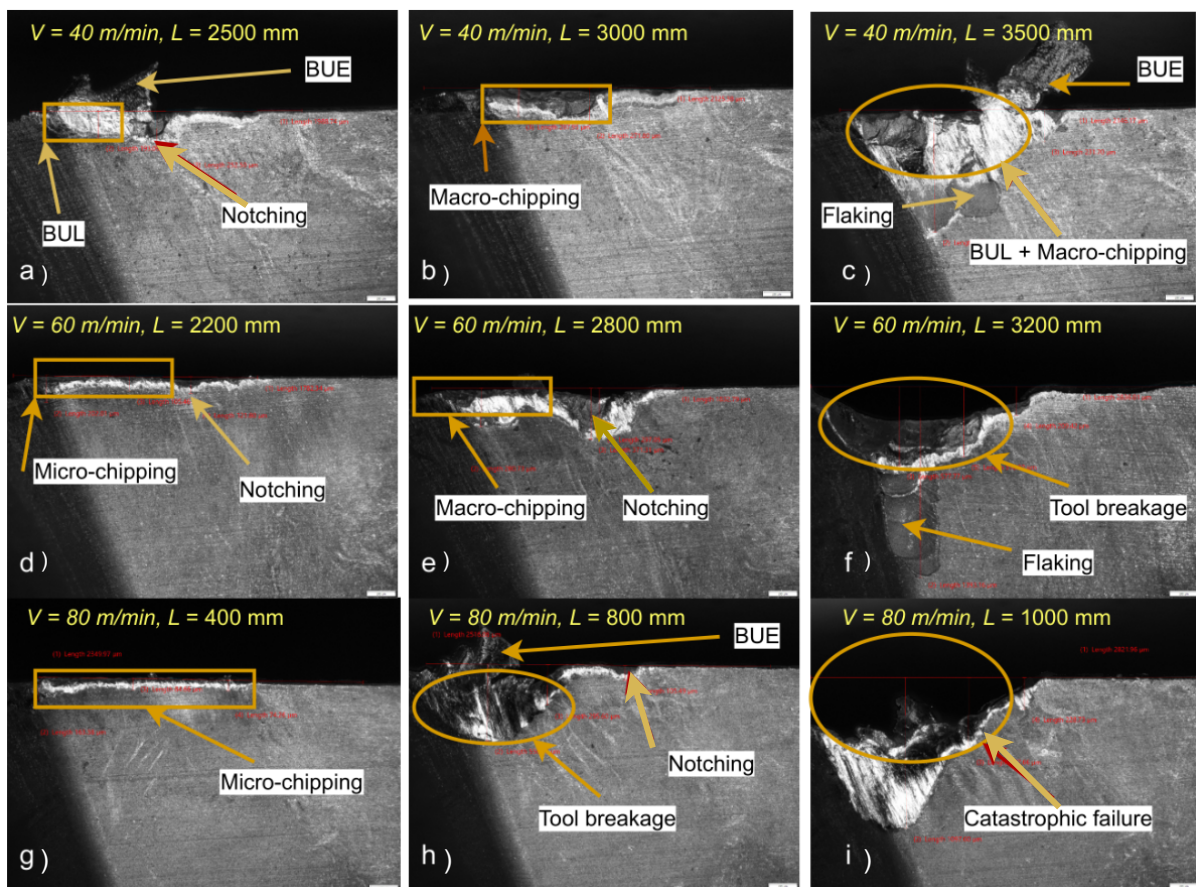 V = 40 m/min, L = 2500 mm
BUE
BUL
Notching
a )
V = 40 m/min, L = 3000 mm
Macro-chipping
b )
V = 40 m/min, L = 3500 mm
BUE
Flaking
BUL + Macro-chipping
c )
V = 60 m/min, L = 2200 mm
Micro-chipping
Notching
d )
V = 60 m/min, L = 2800 mm
Macro-chipping
Notching
e )
V = 60 m/min, L = 3200 mm
Tool breakage
Flaking
f )
V = 80 m/min, L = 400 mm
Micro-chipping
g )
V = 80 m/min, L = 800 mm
BUE
Notching
Tool breakage
h )
V = 80 m/min, L = 1000 mm
Catastrophic failure
i )